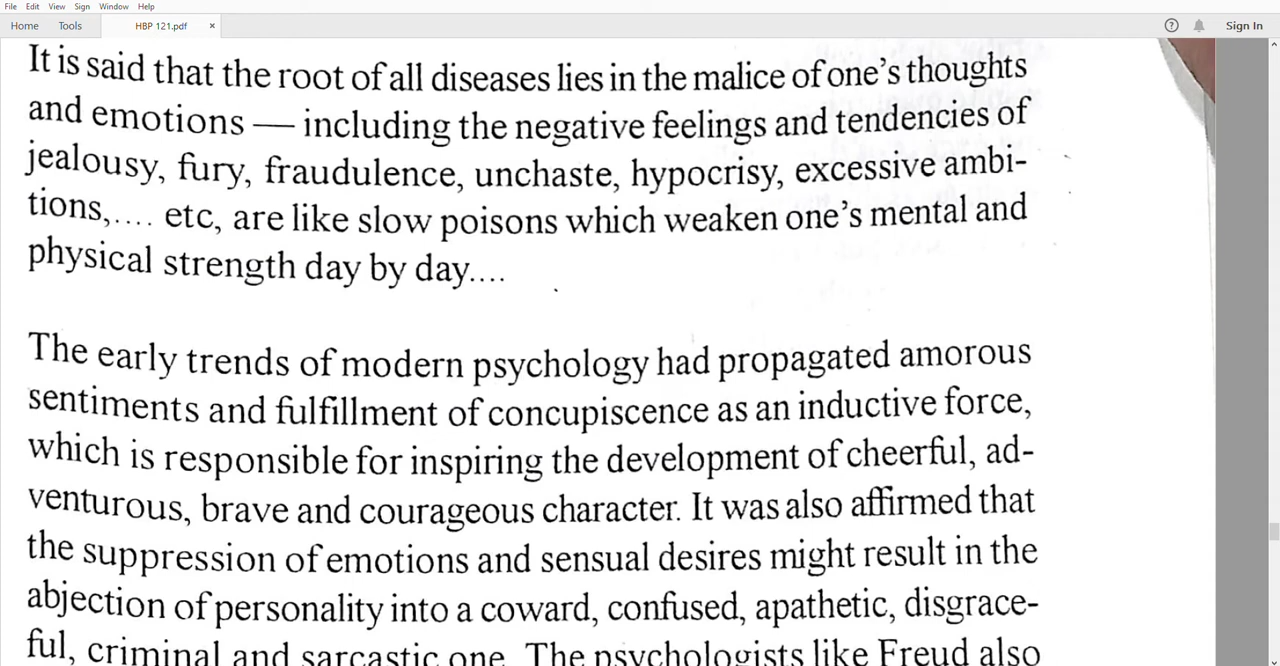 File Edit View Sign Window Help
Home Tools HBP 121.pdf × ? Sign In
It is said that the root of all diseases lies in the malice of one's thoughts
and emotions — including the negative feelings and tendencies of
jealousy, fury, fraudulence, unchaste, hypocrisy, excessive ambi-
tions,.... etc, are like slow poisons which weaken one's mental and
physical strength day by day....
The early trends of modern psychology had propagated amorous
sentiments and fulfillment of concupiscence as an inductive force,
which is responsible for inspiring the development of cheerful, ad-
venturous, brave and courageous character. It was also affirmed that
the suppression of emotions and sensual desires might result in the
abjection of personality into a coward, confused, apathetic, disgrace-
ful, criminal and sarcastic one. The psychologists like Freud also